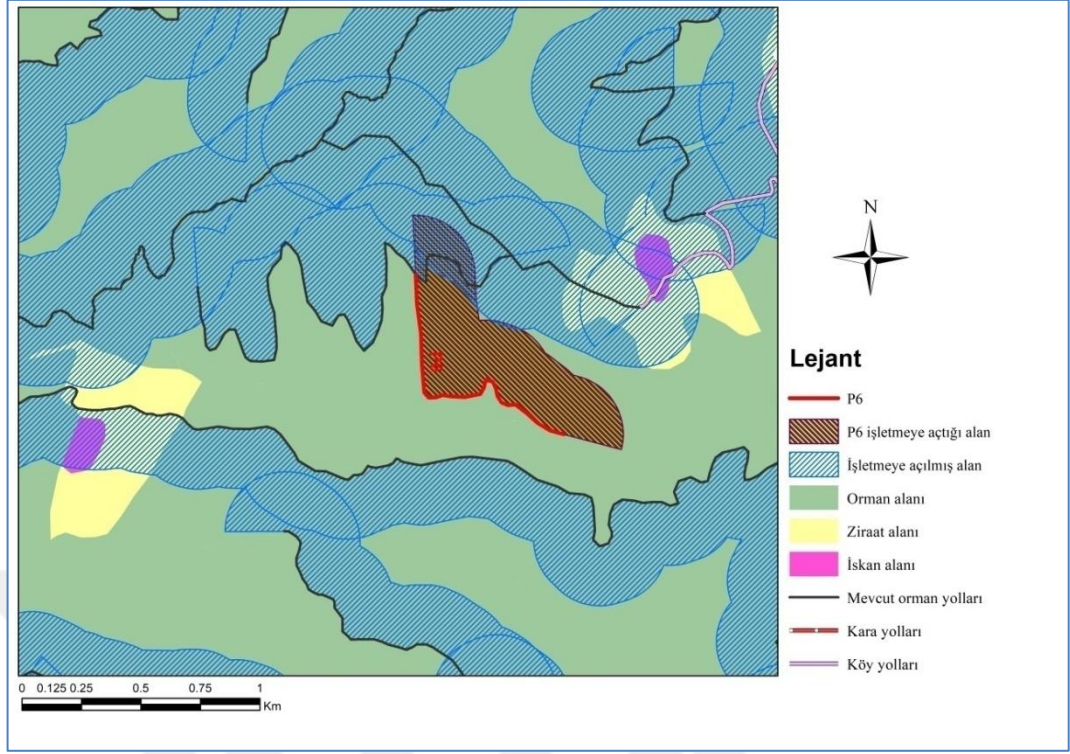 N
Lejant
P6
P6 işletmeye açtığı alan
İşletmeye açılmış alan
Orman alanı
Ziraat alanı
İskan alanı
Mevcut orman yolları
Kara yolları
Köy yolları
0 0.125 0.25 0.5 0.75 1
Km